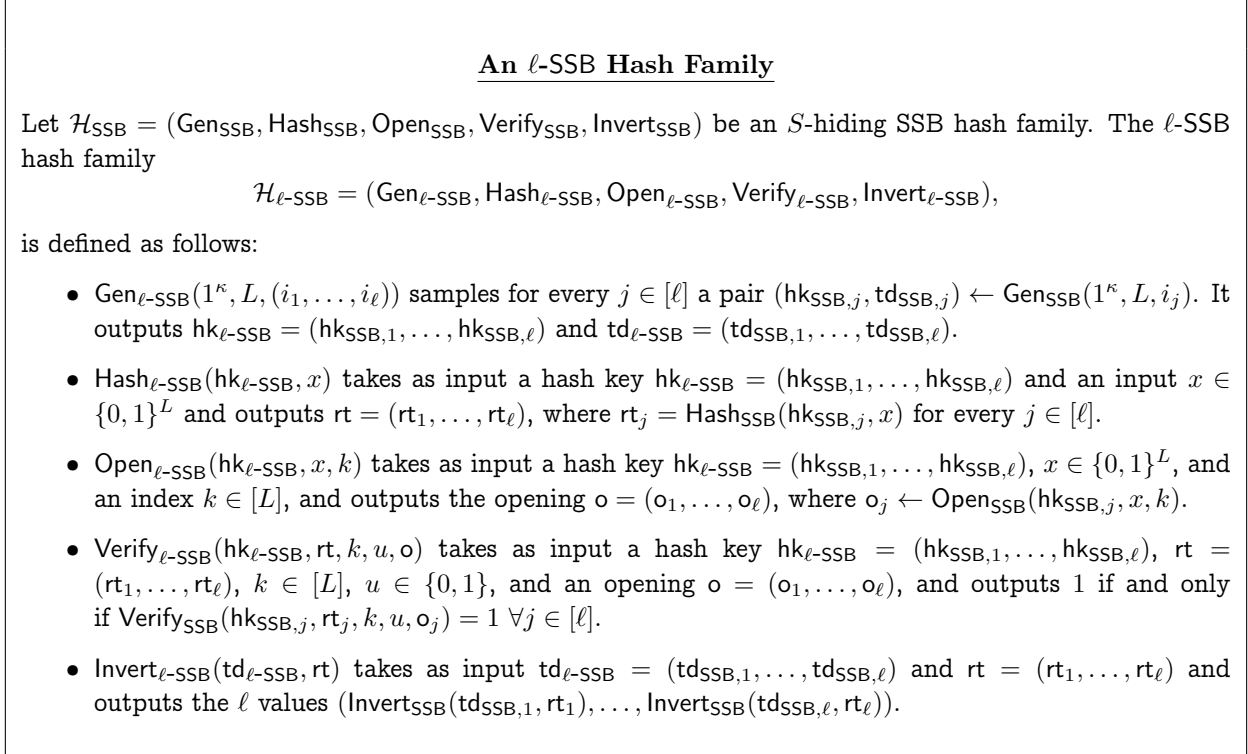 An ℓ-SSB Hash Family
Let ℋ_SSB = (Gen_SSB, Hash_SSB, Open_SSB, Verify_SSB, Invert_SSB) be an S-hiding SSB hash family. The ℓ-SSB
hash family
ℋ_ℓ-SSB = (Gen_ℓ-SSB, Hash_ℓ-SSB, Open_ℓ-SSB, Verify_ℓ-SSB, Invert_ℓ-SSB),
is defined as follows:
• Gen_ℓ-SSB(1^κ, L, (i_1, . . . , i_ℓ)) samples for every j ∈ [ℓ] a pair (hk_SSB,j, td_SSB,j) ← Gen_SSB(1^κ, L, i_j). It
outputs hk_ℓ-SSB = (hk_SSB,1, . . . , hk_SSB,ℓ) and td_ℓ-SSB = (td_SSB,1, . . . , td_SSB,ℓ).
• Hash_ℓ-SSB(hk_ℓ-SSB, x) takes as input a hash key hk_ℓ-SSB = (hk_SSB,1, . . . , hk_SSB,ℓ) and an input x ∈
{0, 1}^L and outputs rt = (rt_1, . . . , rt_ℓ), where rt_j = Hash_SSB(hk_SSB,j, x) for every j ∈ [ℓ].
• Open_ℓ-SSB(hk_ℓ-SSB, x, k) takes as input a hash key hk_ℓ-SSB = (hk_SSB,1, . . . , hk_SSB,ℓ), x ∈ {0, 1}^L, and
an index k ∈ [L], and outputs the opening o = (o_1, . . . , o_ℓ), where o_j ← Open_SSB(hk_SSB,j, x, k).
• Verify_ℓ-SSB(hk_ℓ-SSB, rt, k, u, o) takes as input a hash key hk_ℓ-SSB = (hk_SSB,1, . . . , hk_SSB,ℓ), rt =
(rt_1, . . . , rt_ℓ), k ∈ [L], u ∈ {0, 1}, and an opening o = (o_1, . . . , o_ℓ), and outputs 1 if and only
if Verify_SSB(hk_SSB,j, rt_j, k, u, o_j) = 1 ∀j ∈ [ℓ].
• Invert_ℓ-SSB(td_ℓ-SSB, rt) takes as input td_ℓ-SSB = (td_SSB,1, . . . , td_SSB,ℓ) and rt = (rt_1, . . . , rt_ℓ) and
outputs the ℓ values (Invert_SSB(td_SSB,1, rt_1), . . . , Invert_SSB(td_SSB,ℓ, rt_ℓ)).